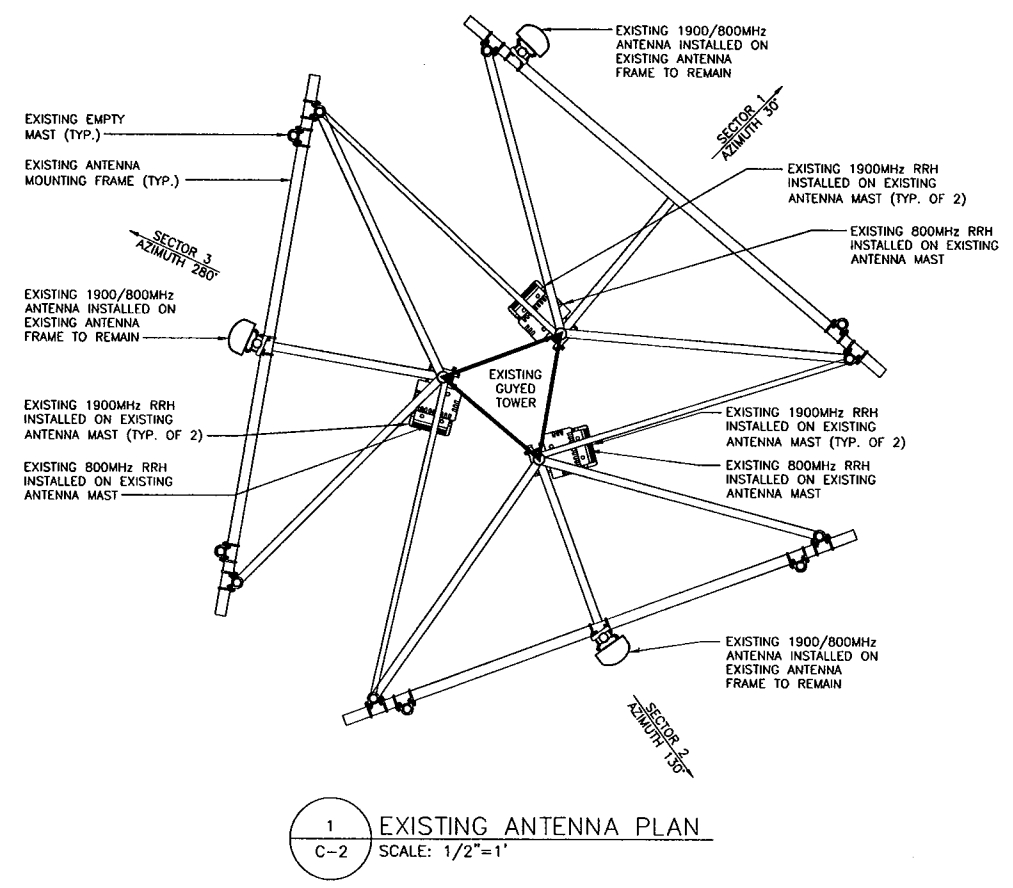 EXISTING 1900/800MHz
ANTENNA INSTALLED ON
EXISTING ANTENNA
FRAME TO REMAIN
SECTOR 1
AZIMUTH 30°
EXISTING EMPTY
MAST (TYP.)
EXISTING ANTENNA
MOUNTING FRAME (TYP.)
EXISTING 1900MHz RRH
INSTALLED ON EXISTING
ANTENNA MAST (TYP. OF 2)
EXISTING 800MHz RRH
INSTALLED ON EXISTING
ANTENNA MAST
SECTOR 3
AZIMUTH 280°
EXISTING 1900/800MHz
ANTENNA INSTALLED ON
EXISTING ANTENNA
FRAME TO REMAIN
EXISTING
GUYED
TOWER
EXISTING 1900MHz RRH
INSTALLED ON EXISTING
ANTENNA MAST (TYP. OF 2)
EXISTING 800MHz RRH
INSTALLED ON EXISTING
ANTENNA MAST
EXISTING 1900MHz RRH
INSTALLED ON EXISTING
ANTENNA MAST (TYP. OF 2)
EXISTING 800MHz RRH
INSTALLED ON EXISTING
ANTENNA MAST
EXISTING 1900/800MHz
ANTENNA INSTALLED ON
EXISTING ANTENNA
FRAME TO REMAIN
SECTOR 2
AZIMUTH 130°
1
C-2
EXISTING ANTENNA PLAN
SCALE: 1/2"=1'